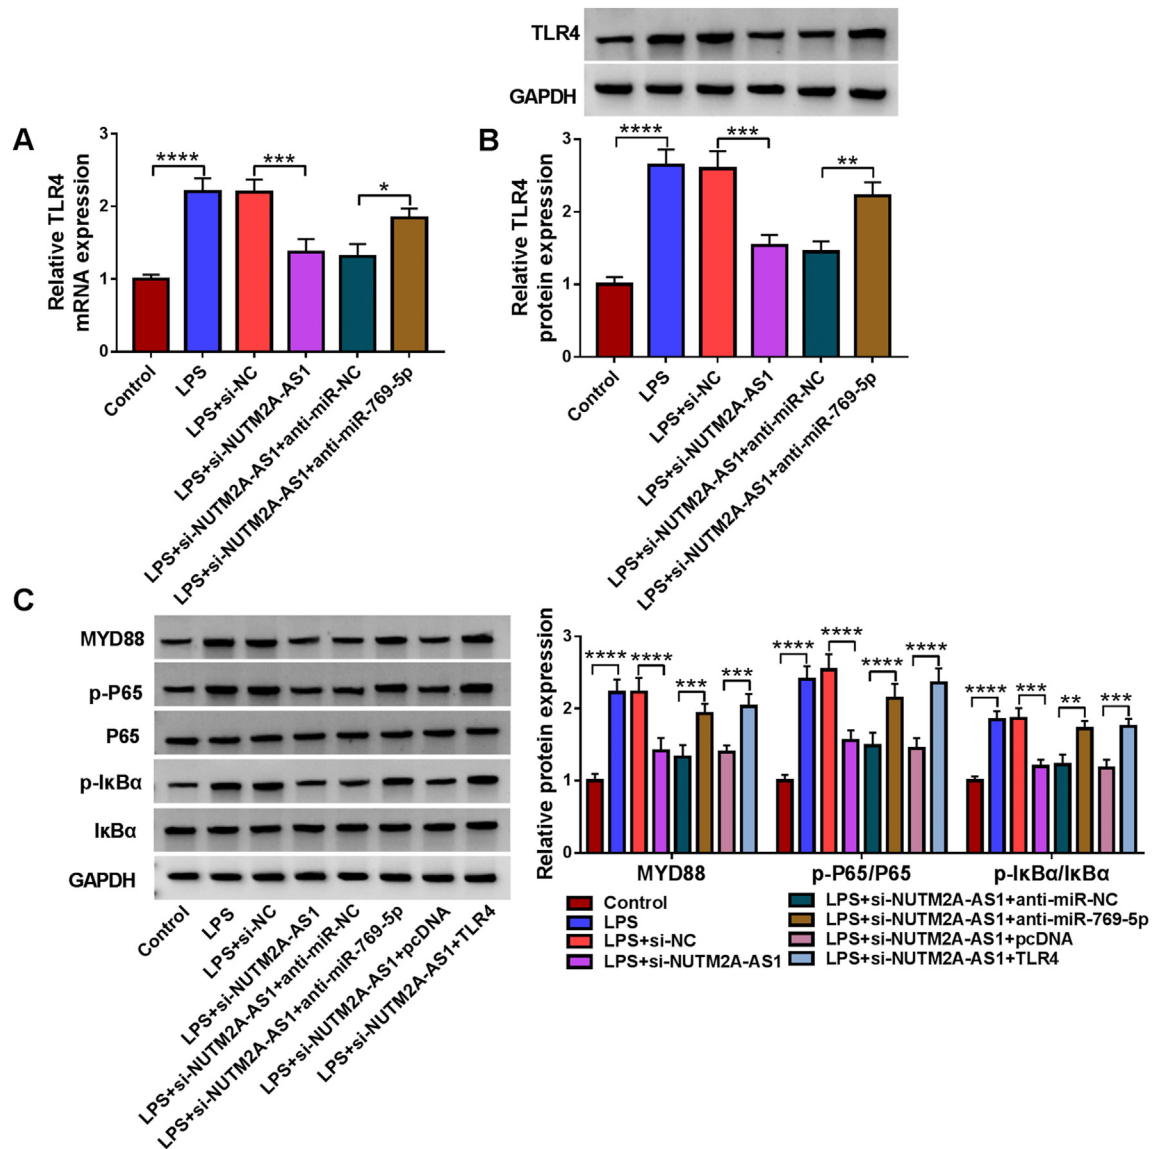 TLR4
GAPDH
A
Relative TLR4
mRNA expression
3
2
1
0
****
***
*
Control
LPS
LPS+si-NC
LPS+si-NUTM2A-AS1
LPS+si-NUTM2A-AS1+anti-miR-NC
LPS+si-NUTM2A-AS1+anti-miR-769-5p
B
Relative TLR4
protein expression
3
2
1
0
****
***
**
Control
LPS
LPS+si-NC
LPS+si-NUTM2A-AS1
LPS+si-NUTM2A-AS1+anti-miR-NC
LPS+si-NUTM2A-AS1+anti-miR-769-5p
C
MYD88
p-P65
P65
p-IκBα
IκBα
GAPDH
Control
LPS
LPS+si-NC
LPS+si-NUTM2A-AS1
LPS+si-NUTM2A-AS1+anti-miR-NC
LPS+si-NUTM2A-AS1+anti-miR-769-5p
LPS+si-NUTM2A-AS1+pcDNA
LPS+si-NUTM2A-AS1+TLR4
Relative protein expression
3
2
1
0
**** **** *** ***
**** **** **** ****
**** *** ** ***
MYD88
p-P65/P65
p-IκBα/IκBα
Control
LPS
LPS+si-NC
LPS+si-NUTM2A-AS1
LPS+si-NUTM2A-AS1+anti-miR-NC
LPS+si-NUTM2A-AS1+anti-miR-769-5p
LPS+si-NUTM2A-AS1+pcDNA
LPS+si-NUTM2A-AS1+TLR4